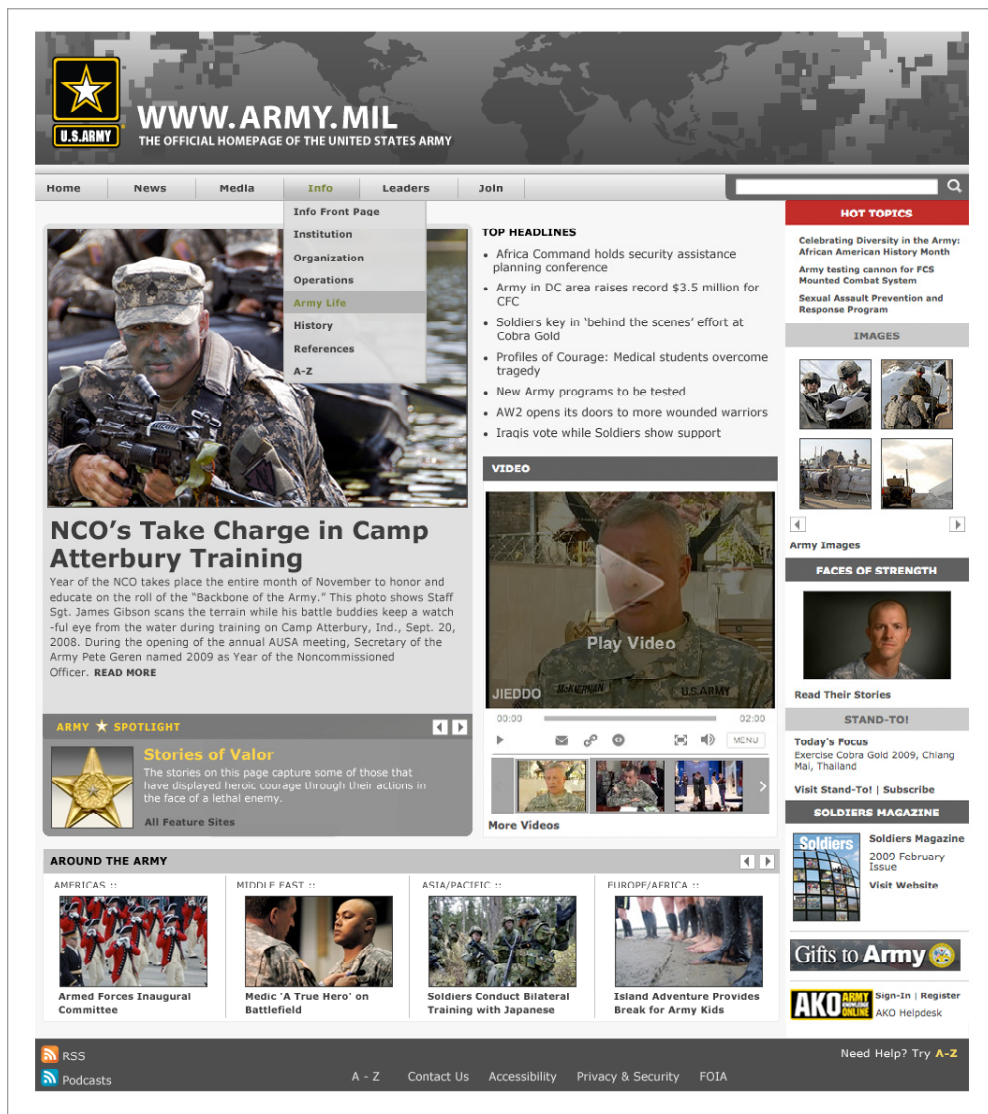 U.S.ARMY
WWW.ARMY.MIL
THE OFFICIAL HOMEPAGE OF THE UNITED STATES ARMY
Home
News
Media
Info
Leaders
Join
Info Front Page
Institution
Organization
Operations
Army Life
History
References
A-Z
NCO’s Take Charge in Camp
Atterbury Training
Year of the NCO takes place the entire month of November to honor and
educate on the roll of the “Backbone of the Army.” This photo shows Staff
Sgt. James Gibson scans the terrain while his battle buddies keep a watch
-ful eye from the water during training on Camp Atterbury, Ind., Sept. 20,
2008. During the opening of the annual AUSA meeting, Secretary of the
Army Pete Geren named 2009 as Year of the Noncommissioned
Officer. READ MORE
ARMY SPOTLIGHT
Stories of Valor
The stories on this page capture some of those that
have displayed heroic courage through their actions in
the face of a lethal enemy.
All Feature Sites
TOP HEADLINES
• Africa Command holds security assistance
planning conference
• Army in DC area raises record $3.5 million for
CFC
• Soldiers key in ‘behind the scenes’ effort at
Cobra Gold
• Profiles of Courage: Medical students overcome
tragedy
• New Army programs to be tested
• AW2 opens its doors to more wounded warriors
• Iraqis vote while Soldiers show support
VIDEO
Play Video
McKIERNAN
U.S.ARMY
JIEDDO
00:00
02:00
MENU
More Videos
HOT TOPICS
Celebrating Diversity in the Army:
African American History Month
Army testing cannon for FCS
Mounted Combat System
Sexual Assault Prevention and
Response Program
IMAGES
Army Images
FACES OF STRENGTH
Read Their Stories
STAND-TO!
Today's Focus
Exercise Cobra Gold 2009, Chiang
Mai, Thailand
Visit Stand-To! | Subscribe
SOLDIERS MAGAZINE
Soldiers
Soldiers Magazine
2009 February
Issue
Visit Website
Gifts to Army
AKO ARMY KNOWLEDGE ONLINE
Sign-In | Register
AKO Helpdesk
AROUND THE ARMY
AMERICAS ::
Armed Forces Inaugural
Committee
MIDDLE EAST ::
Medic 'A True Hero' on
Battlefield
ASIA/PACIFIC ::
Soldiers Conduct Bilateral
Training with Japanese
EUROPE/AFRICA ::
Island Adventure Provides
Break for Army Kids
RSS
Podcasts
A - Z
Contact Us
Accessibility
Privacy & Security
FOIA
Need Help? Try A-Z